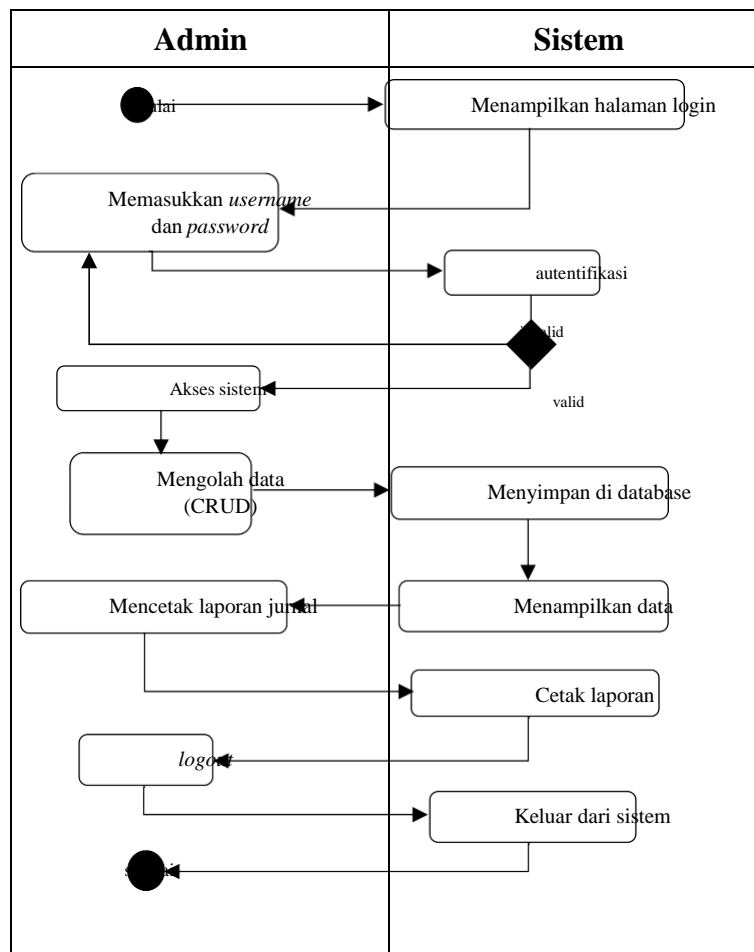 Admin
Sistem
Menampilkan halaman login
Memasukkan username
dan password
autentifikasi
Akses sistem
valid
Mengolah data
(CRUD)
Menyimpan di database
Mencetak laporan jurnal
Menampilkan data
Cetak laporan
logout
Keluar dari sistem